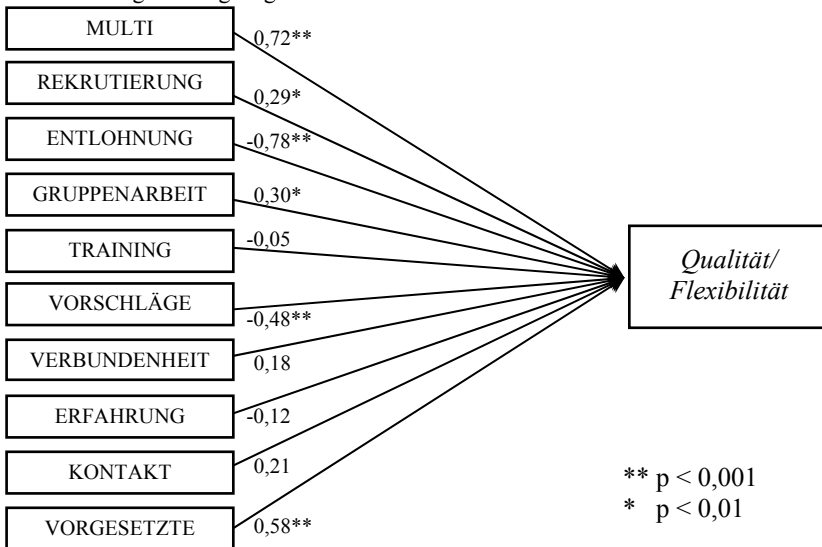 MULTI
0,72**
REKRUTIERUNG
0,29*
ENTLOHNUNG
-0,78**
GRUPPENARBEIT
0,30*
TRAINING
-0,05
VORSCHLÄGE
-0,48**
VERBUNDENHEIT
0,18
ERFAHRUNG
-0,12
KONTAKT
0,21
VORGESETZTE
0,58**
Qualität/
Flexibilität
** p < 0,001
* p < 0,01